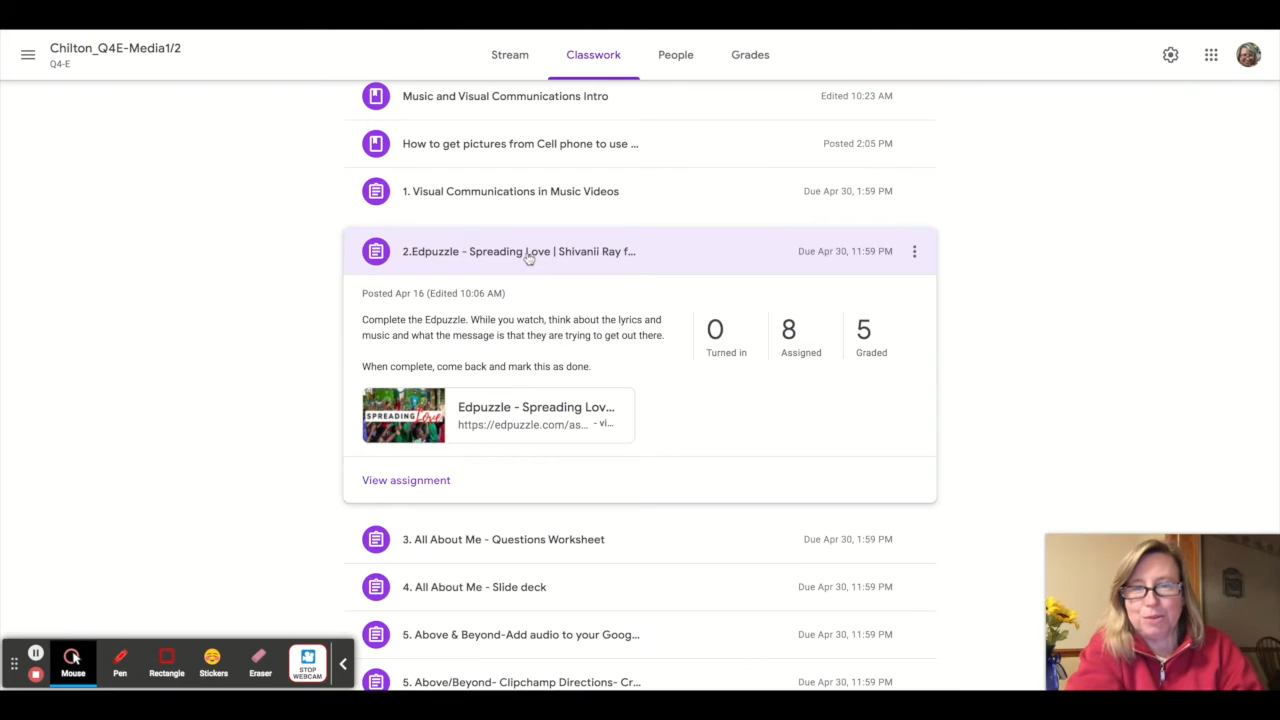 Chilton_Q4E-Media1/2
Q4-E
Stream
Classwork
People
Grades
Music and Visual Communications Intro
Edited 10:23 AM
How to get pictures from Cell phone to use ...
Posted 2:05 PM
1. Visual Communications in Music Videos
Due Apr 30, 1:59 PM
2.Edpuzzle - Spreading Love | Shivanii Ray f...
Due Apr 30, 11:59 PM
Posted Apr 16 (Edited 10:06 AM)
Complete the Edpuzzle. While you watch, think about the lyrics and
music and what the message is that they are trying to get out there.
When complete, come back and mark this as done.
0
Turned in
8
Assigned
5
Graded
SPREADING Love
Edpuzzle - Spreading Lov...
https://edpuzzle.com/as... - vi...
View assignment
3. All About Me - Questions Worksheet
Due Apr 30, 1:59 PM
4. All About Me - Slide deck
Due Apr 30, 11:59 PM
5. Above & Beyond-Add audio to your Goog...
Due Apr 30, 11:59 PM
5. Above/Beyond- Clipchamp Directions- Cr...
Due Apr 30, 11:59 PM
Mouse
Pen
Rectangle
Stickers
Eraser
STOP
WEBCAM